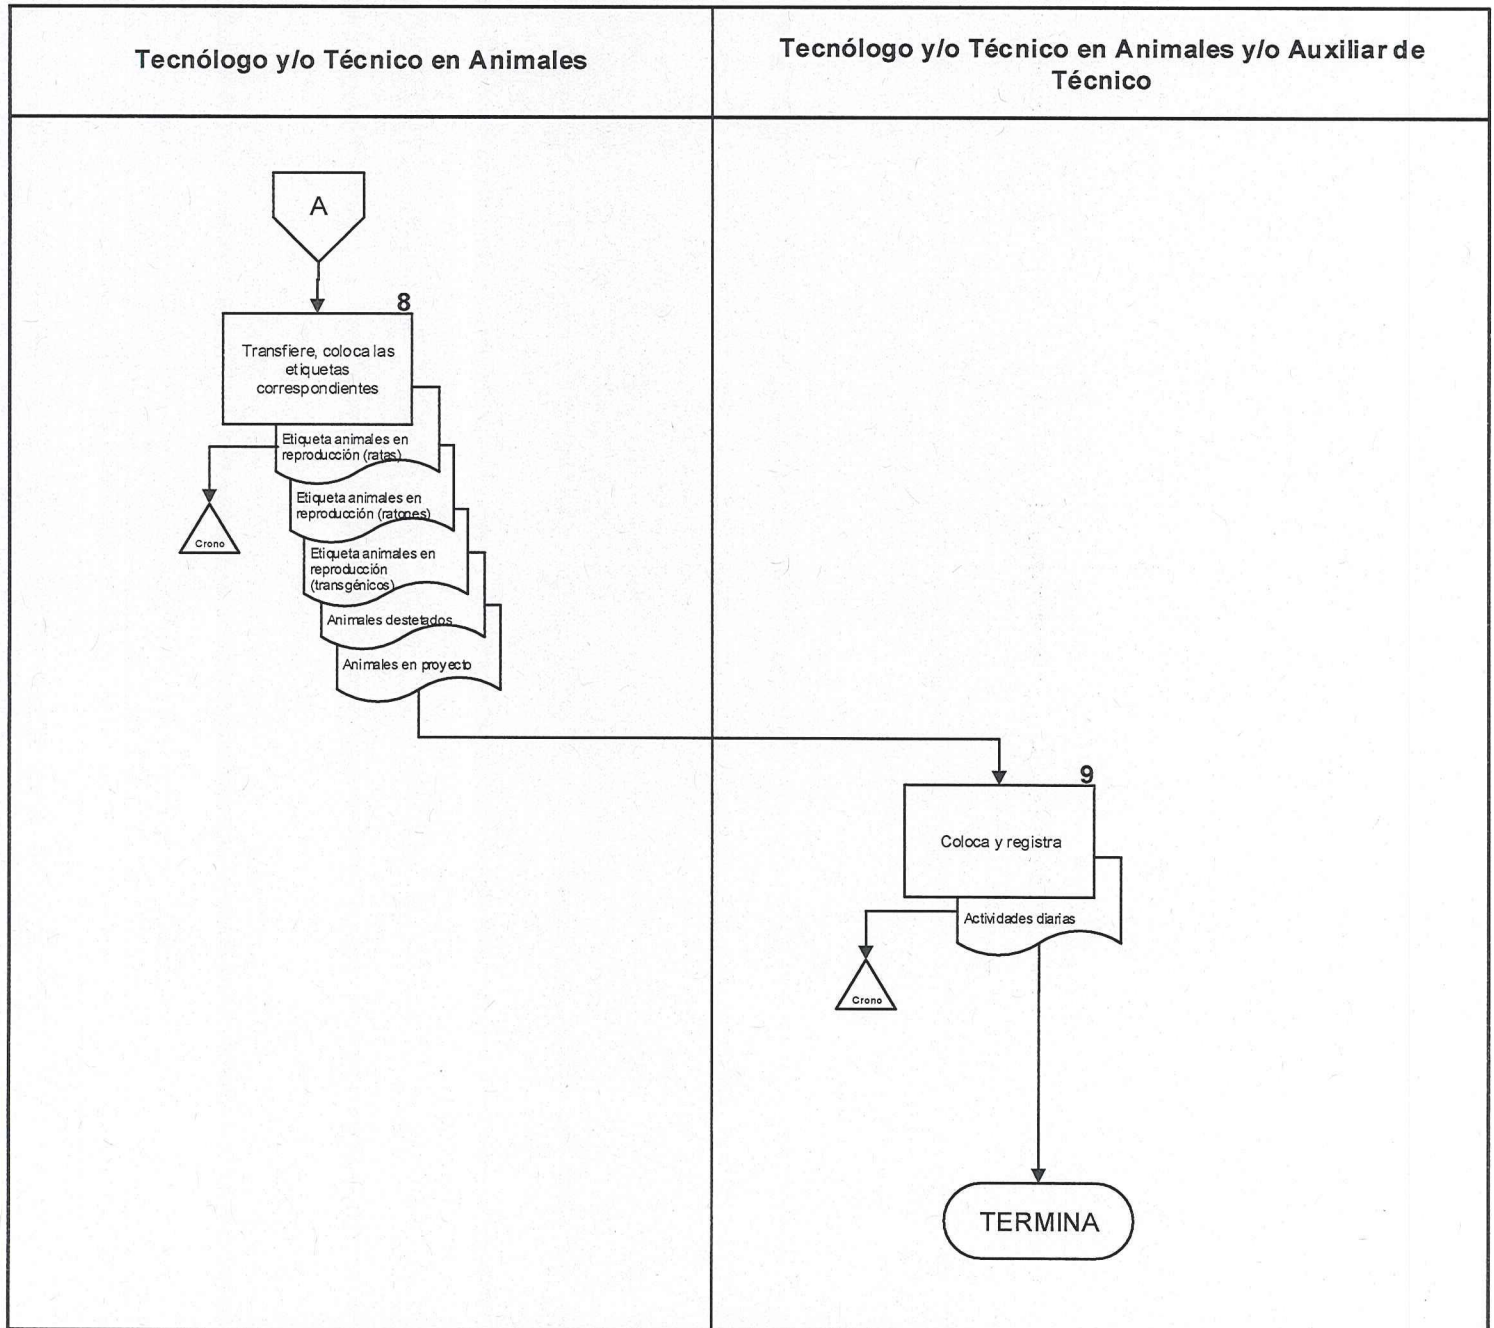 Tecnólogo y/o Técnico en Animales
Tecnólogo y/o Técnico en Animales y/o Auxiliar de
Técnico
A
8
Transfiere, coloca las
etiquetas
correspondientes
Etiqueta animales en
reproducción (ratas)
Crono
Etiqueta animales en
reproducción (ratones)
Etiqueta animales en
reproducción
(transgénicos)
Animales destetados
Animales en proyecto
9
Coloca y registra
Actividades diarias
Crono
TERMINA